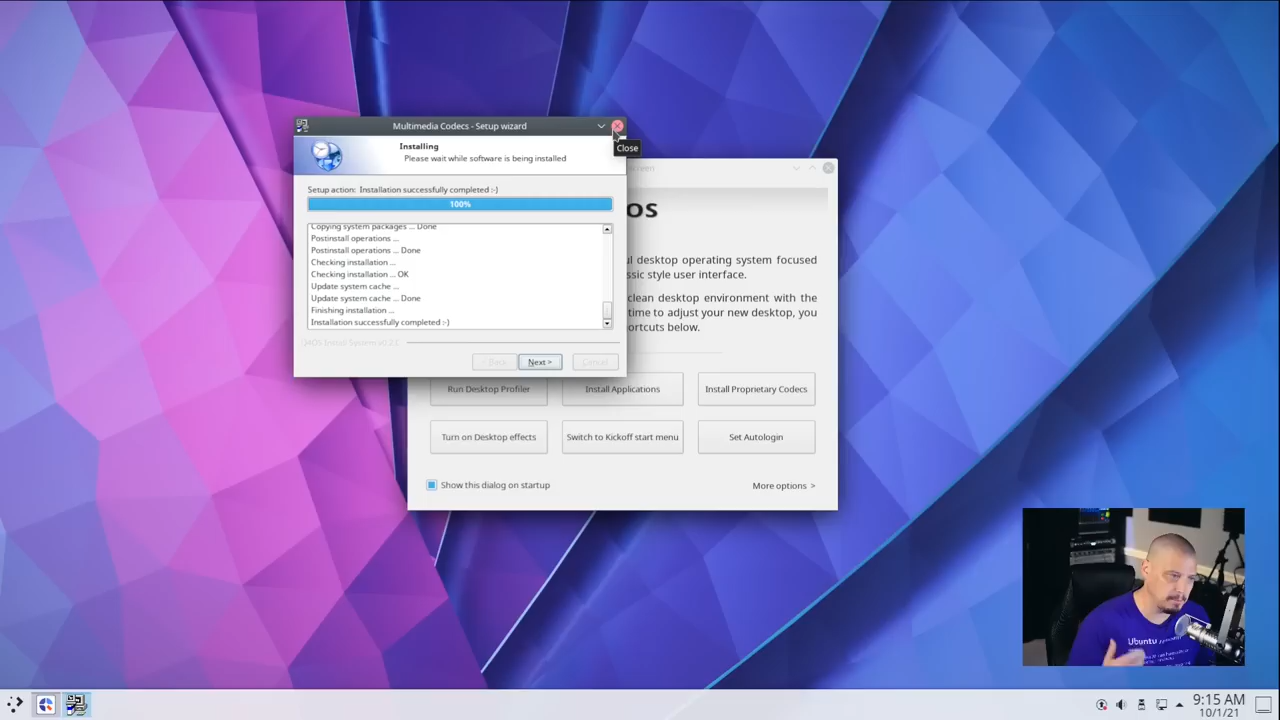 Multimedia Codecs - Setup wizard
Installing
Please wait while software is being installed
Close
Setup action: Installation successfully completed :-)
100%
Copying system packages ... Done
Postinstall operations ...
Postinstall operations ... Done
Checking installation ...
Checking installation ... OK
Update system cache ...
Update system cache ... Done
Finishing installation ...
Installation successfully completed :-)
Q4OS Install System
< Back
Next >
Cancel
OS
desktop operating system focused
style user interface.
clean desktop environment with the
time to adjust your new desktop, you
below.
Run Desktop Profiler
Install Applications
Install Proprietary Codecs
Turn on Desktop effects
Switch to Kickoff start menu
Set Autologin
Show this dialog on startup
More options >
Ubuntu
9:15 AM
10/1/21